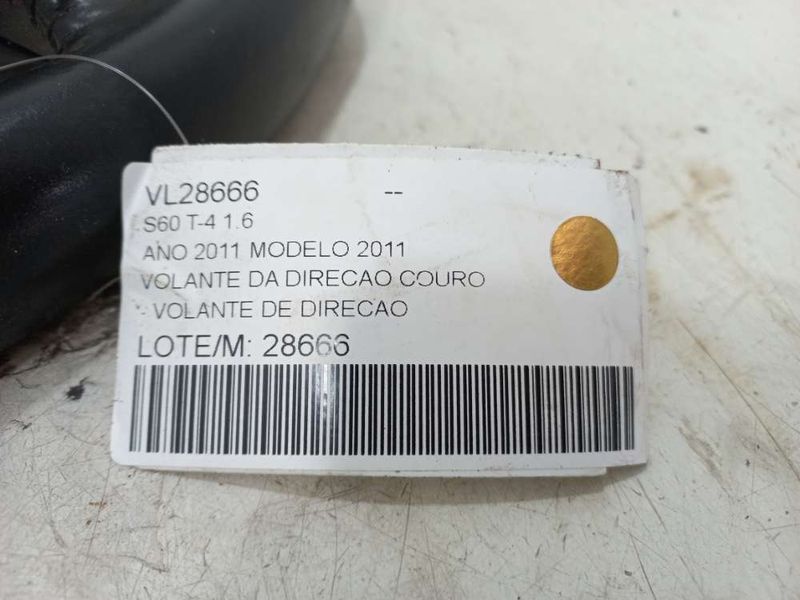 VL28666 --
S60 T-4 1.6
ANO 2011 MODELO 2011
VOLANTE DA DIRECAO COURO
- VOLANTE DE DIRECAO
LOTE/M: 28666